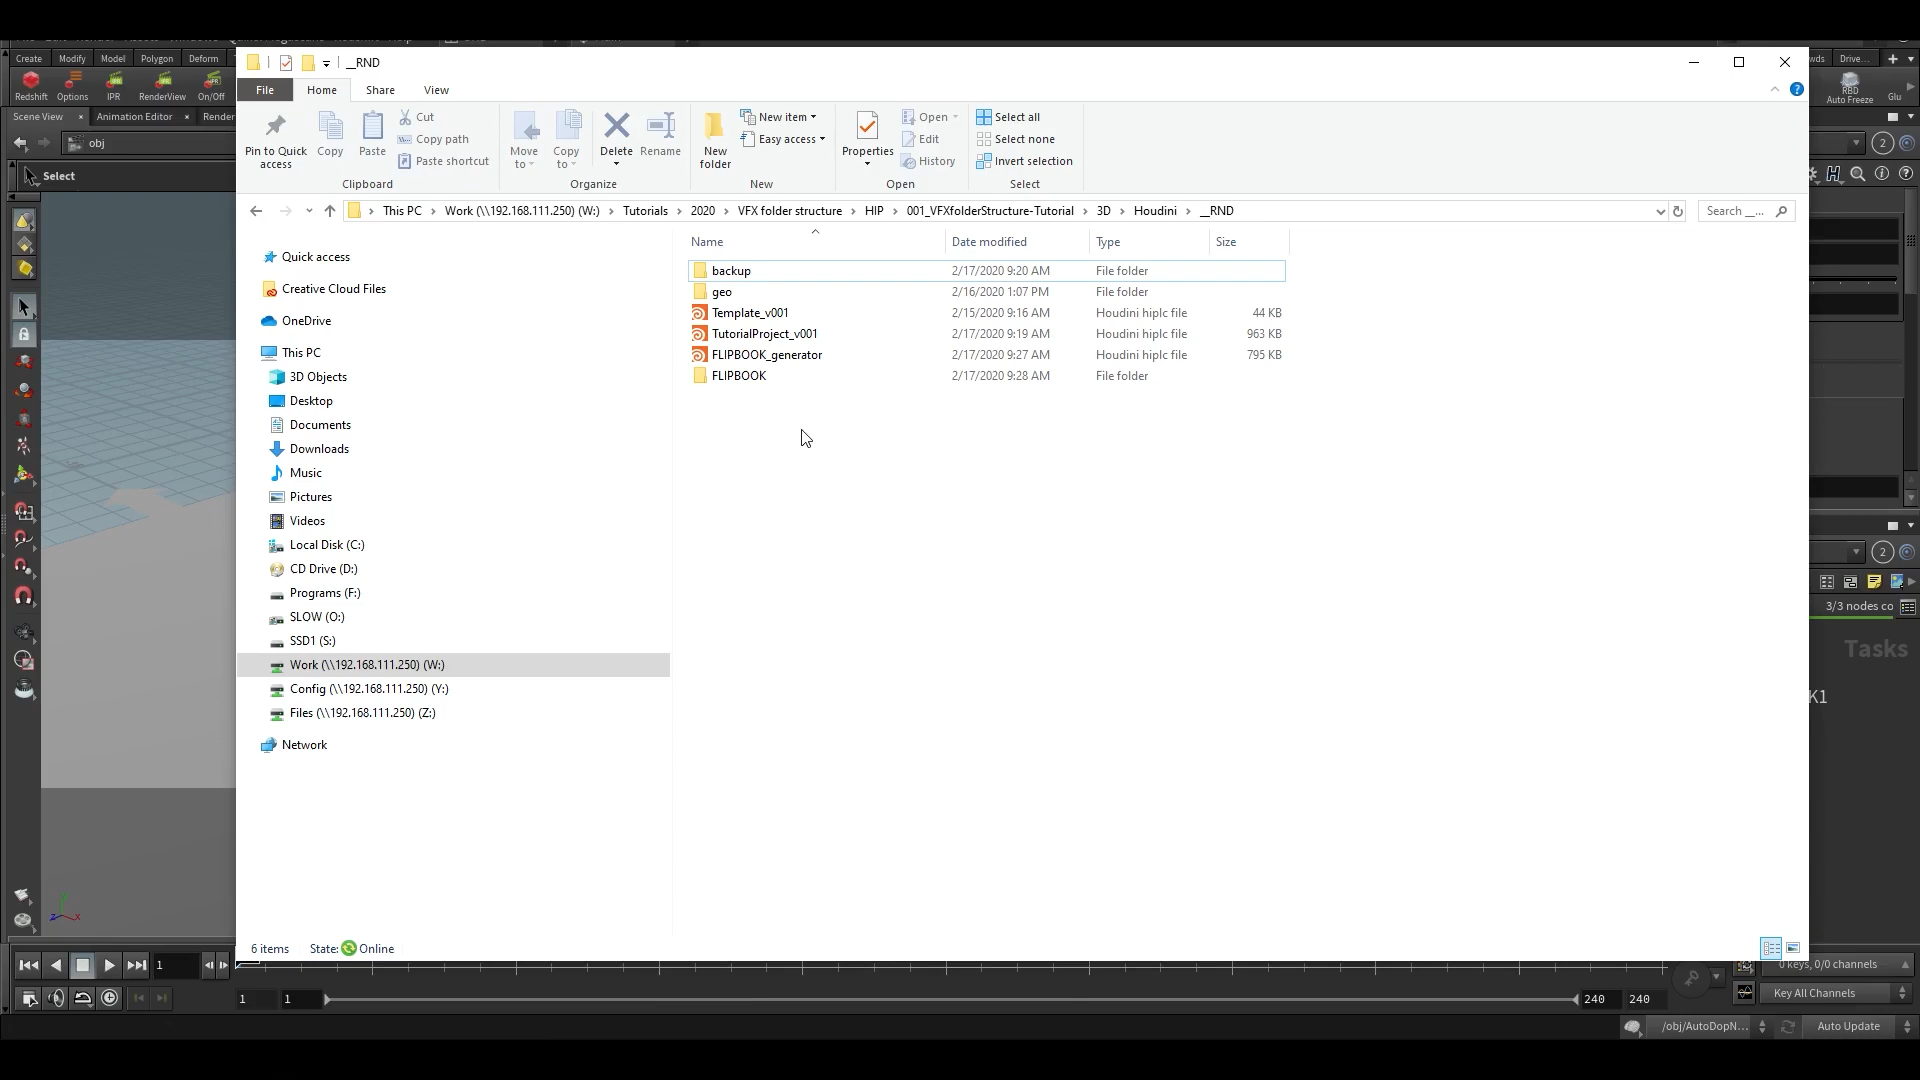 __RND
File Home Share View
Create Modify Model Polygon Deform
Redshift Options IPR RenderView On/Off
Scene View Animation Editor Render
obj
Select
Pin to Quick access
Copy
Paste
Cut
Copy path
Paste shortcut
Clipboard
Move to
Copy to
Delete
Rename
Organize
New folder
New item
Easy access
New
Properties
Open
Edit
History
Open
Select all
Select none
Invert selection
Select
Drive...
RBD
Auto Freeze
Glu
2
This PC Work (\\192.168.111.250) (W:) Tutorials 2020 VFX folder structure HIP 001_VFXfolderStructure-Tutorial 3D Houdini __RND
Search __...
Name Date modified Type Size
backup 2/17/2020 9:20 AM File folder
geo 2/16/2020 1:07 PM File folder
Template_v001 2/15/2020 9:16 AM Houdini hiplc file 44 KB
TutorialProject_v001 2/17/2020 9:19 AM Houdini hiplc file 963 KB
FLIPBOOK_generator 2/17/2020 9:27 AM Houdini hiplc file 795 KB
FLIPBOOK 2/17/2020 9:28 AM File folder
Quick access
Creative Cloud Files
OneDrive
This PC
3D Objects
Desktop
Documents
Downloads
Music
Pictures
Videos
Local Disk (C:)
CD Drive (D:)
Programs (F:)
SLOW (O:)
SSD1 (S:)
Work (\\192.168.111.250) (W:)
Config (\\192.168.111.250) (Y:)
Files (\\192.168.111.250) (Z:)
Network
2
3/3 nodes co
Tasks
K1
6 items State: Online
1
0 keys, 0/0 channels
1 1 240 240
Key All Channels
/obj/AutoDopN... Auto Update